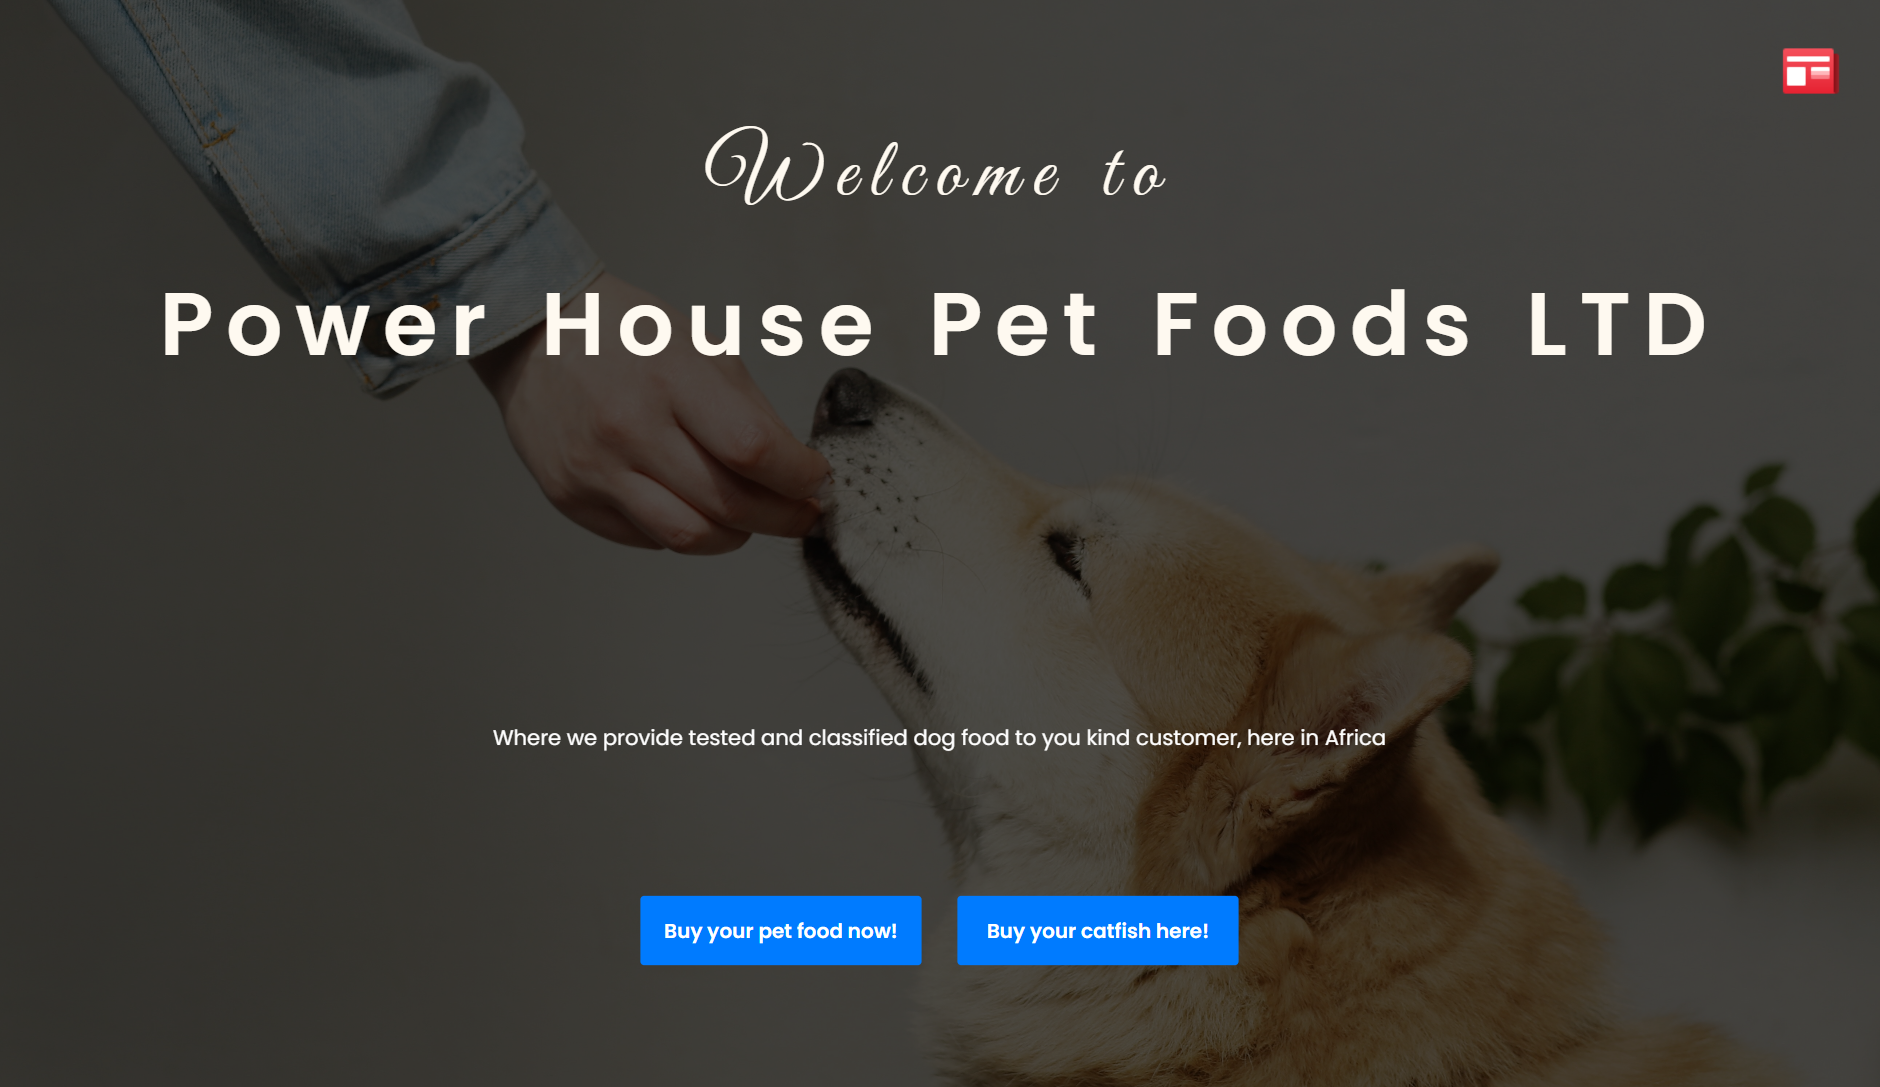 Welcome to
Power House Pet Foods LTD
Where we provide tested and classified dog food to you kind customer, here in Africa
Buy your pet food now!
Buy your catfish here!